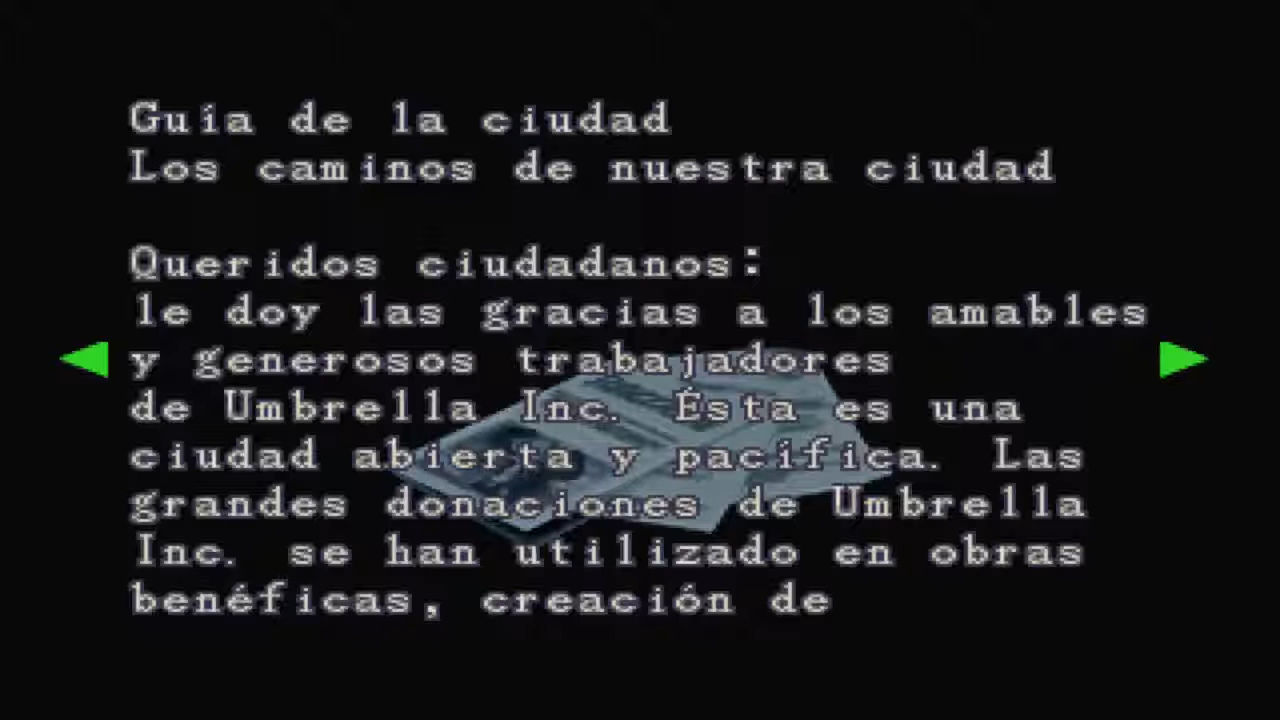 Guía de la ciudad
Los caminos de nuestra ciudad
Queridos ciudadanos:
le doy las gracias a los amables
y generosos trabajadores
de Umbrella Inc. Ésta es una
ciudad abierta y pacífica. Las
grandes donaciones de Umbrella
Inc. se han utilizado en obras
benéficas, creación de